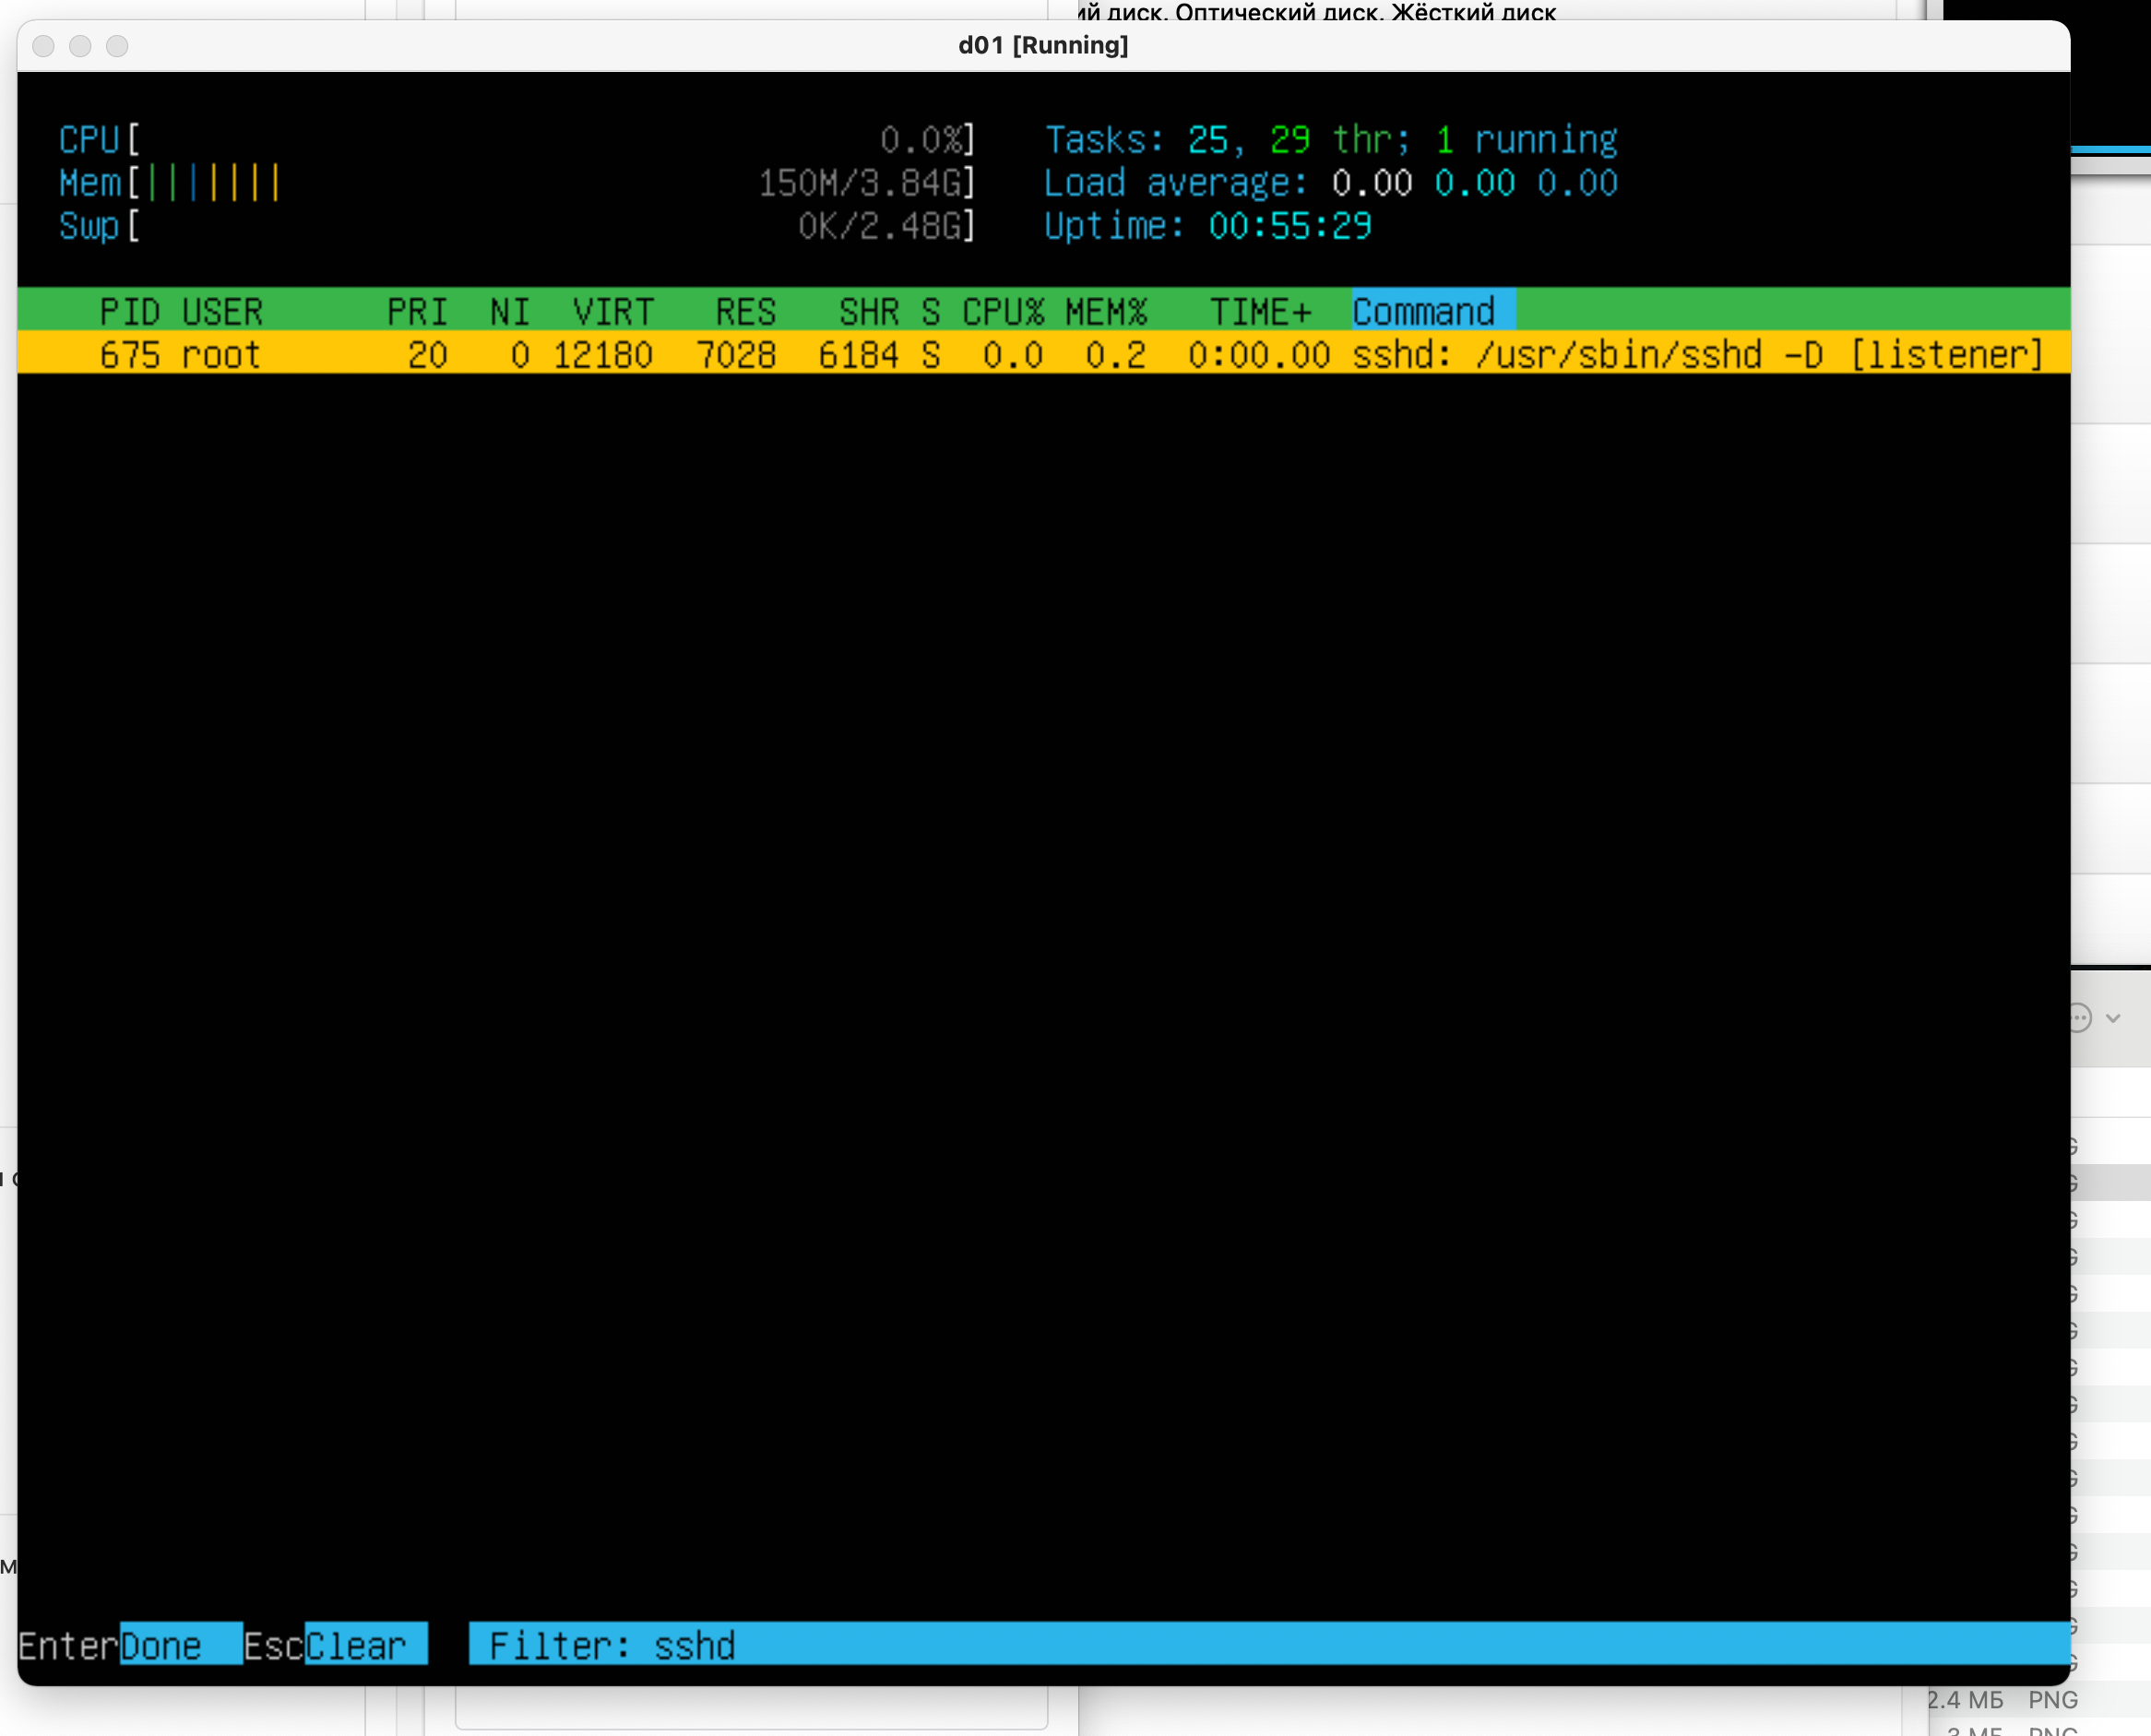 диск, Оптический диск, Жёсткий диск
d01 [Running]
CPU[ 0.0%] Tasks: 25, 29 thr; 1 running
Mem[||||||| 150M/3.84G] Load average: 0.00 0.00 0.00
Swp[ 0K/2.48G] Uptime: 00:55:29
PID USER PRI NI VIRT RES SHR S CPU% MEM% TIME+ Command
675 root 20 0 12180 7028 6184 S 0.0 0.2 0:00.00 sshd: /usr/sbin/sshd -D [listener]
EnterDone EscClear Filter: sshd
2.4 МБ PNG